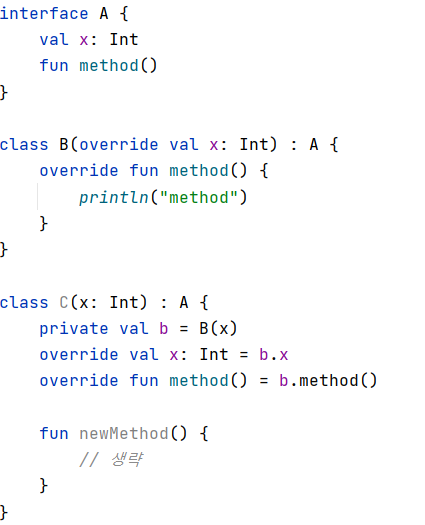 interface A {
    val x: Int
    fun method()
}

class B(override val x: Int) : A {
    override fun method() {
        println("method")
    }
}

class C(x: Int) : A {
    private val b = B(x)
    override val x: Int = b.x
    override fun method() = b.method()

    fun newMethod() {
        // 생략
    }
}